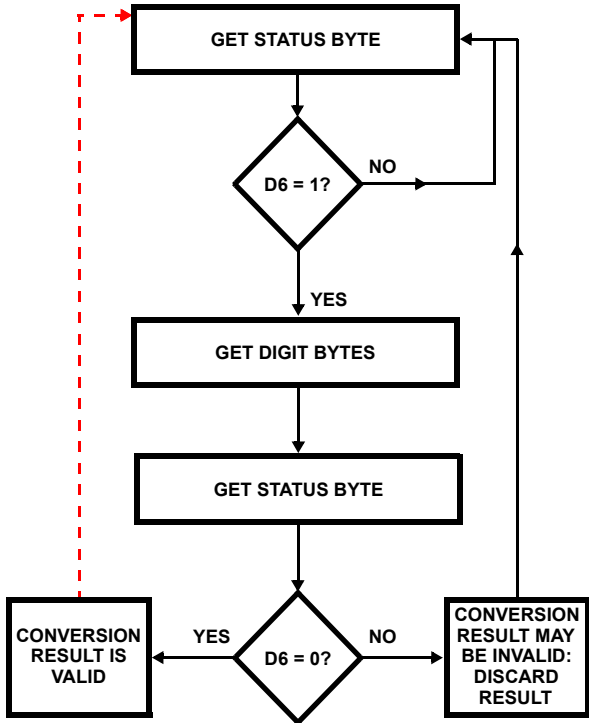 GET STATUS BYTE
D6 = 1?
NO
YES
GET DIGIT BYTES
GET STATUS BYTE
CONVERSION
RESULT IS
VALID
YES
D6 = 0?
NO
CONVERSION
RESULT MAY
BE INVALID:
DISCARD
RESULT